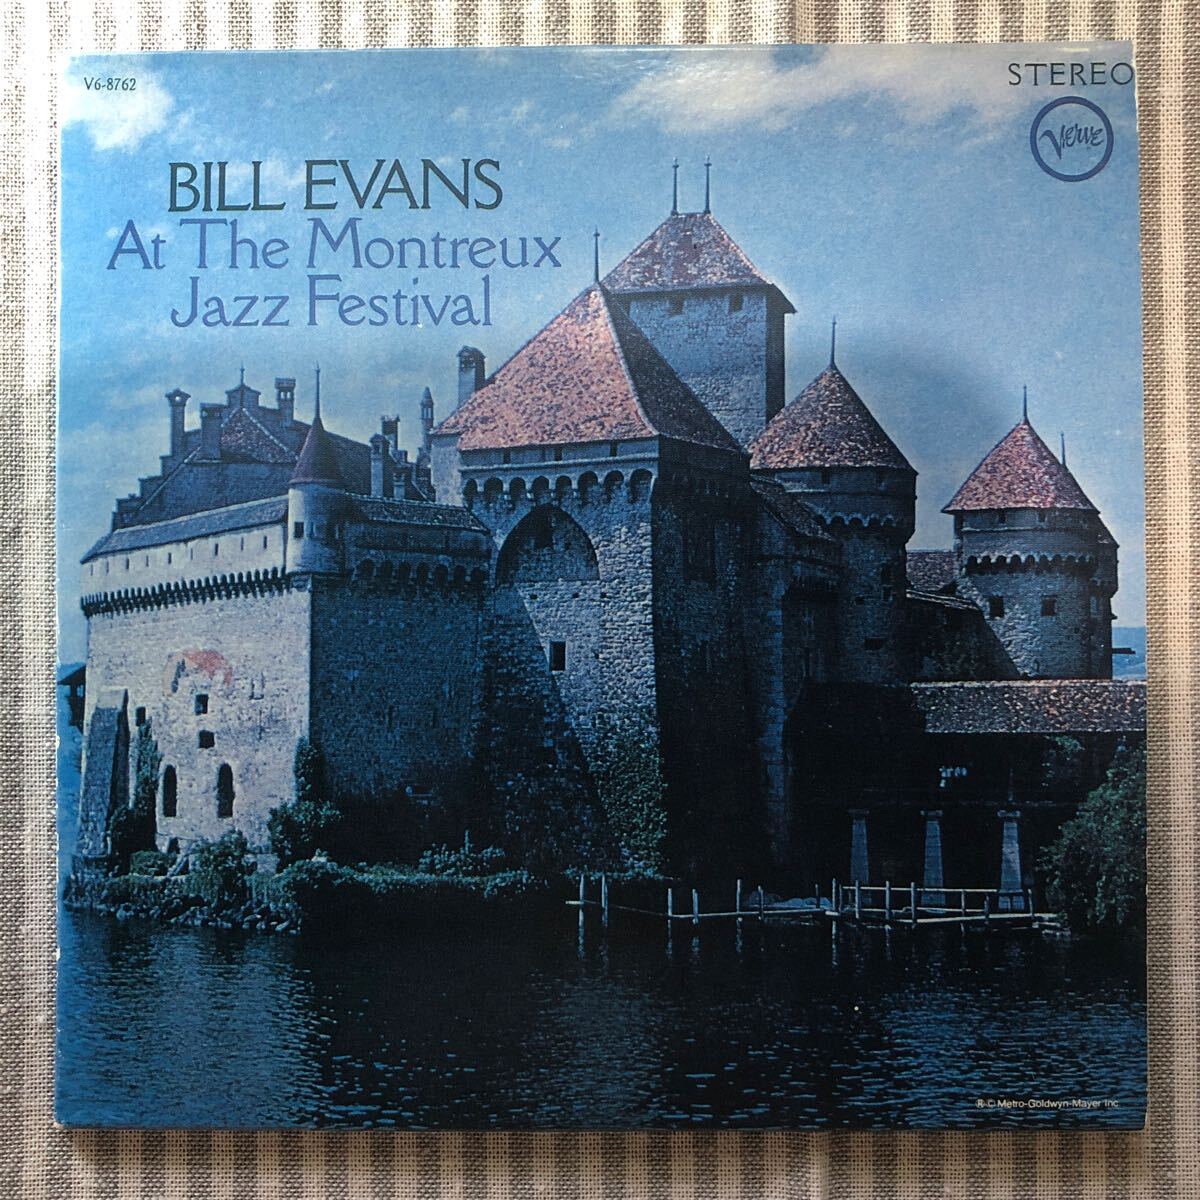 V6-8762
STEREO
Verve
BILL EVANS
At The Montreux
Jazz Festival
℗© Metro-Goldwyn-Mayer Inc